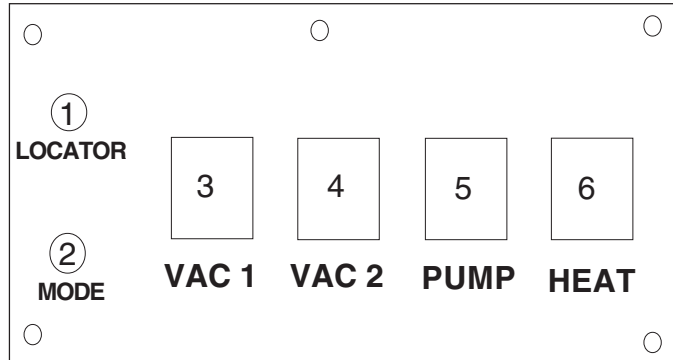 1
LOCATOR
3 4 5 6
2
MODE
VAC 1 VAC 2 PUMP HEAT